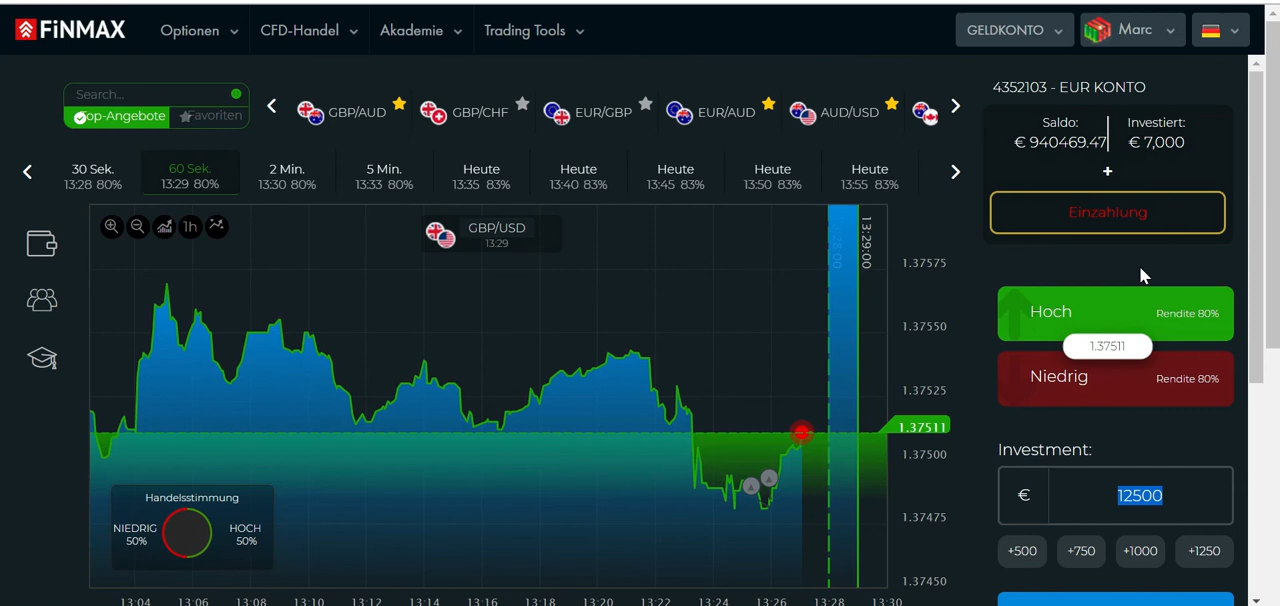 FiNMAX
Optionen
CFD-Handel
Akademie
Trading Tools
GELDKONTO
Marc
Search...
Top-Angebote
Favoriten
GBP/AUD
GBP/CHF
EUR/GBP
EUR/AUD
AUD/USD
4352103 - EUR KONTO
Saldo:
€ 940469.47
Investiert:
€ 7,000
+
Einzahlung
30 Sek.
13:28 80%
60 Sek.
13:29 80%
2 Min.
13:30 80%
5 Min.
13:33 80%
Heute
13:35 83%
Heute
13:40 83%
Heute
13:45 83%
Heute
13:50 83%
Heute
13:55 83%
1h
GBP/USD
13:29
13:28:00
13:29:00
1.37575
1.37550
1.37525
1.37511
1.37500
1.37475
1.37450
Handelsstimmung
NIEDRIG
50%
HOCH
50%
13:04
13:06
13:08
13:10
13:12
13:14
13:16
13:18
13:20
13:22
13:24
13:26
13:28
13:30
Hoch
Rendite 80%
1.37511
Niedrig
Rendite 80%
Investment:
€
12500
+500
+750
+1000
+1250